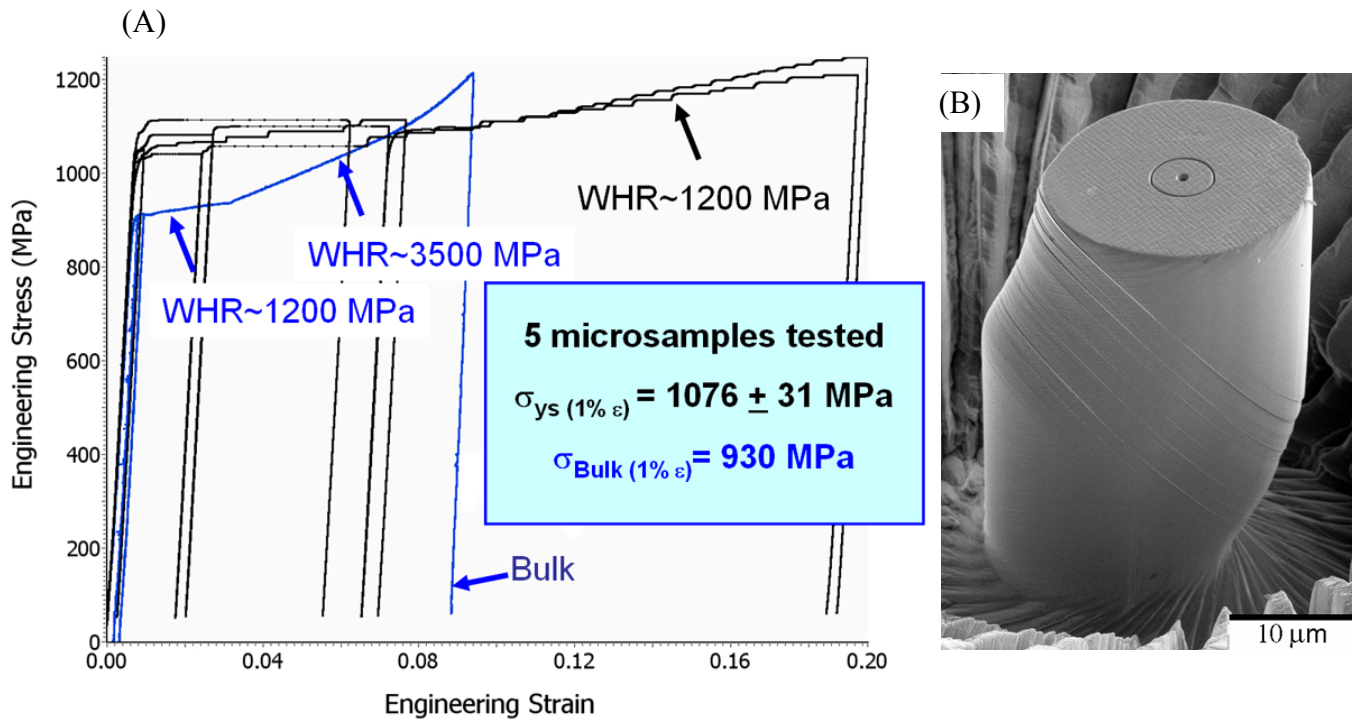 (A)
1200
1000
800
600
400
200
0
Engineering Stress (MPa)
0.00
0.04
0.08
0.12
0.16
0.20
Engineering Strain
WHR~1200 MPa
WHR~3500 MPa
WHR~1200 MPa
5 microsamples tested
σys (1% ε) = 1076 ± 31 MPa
σBulk (1% ε)= 930 MPa
Bulk
(B)
10 μm